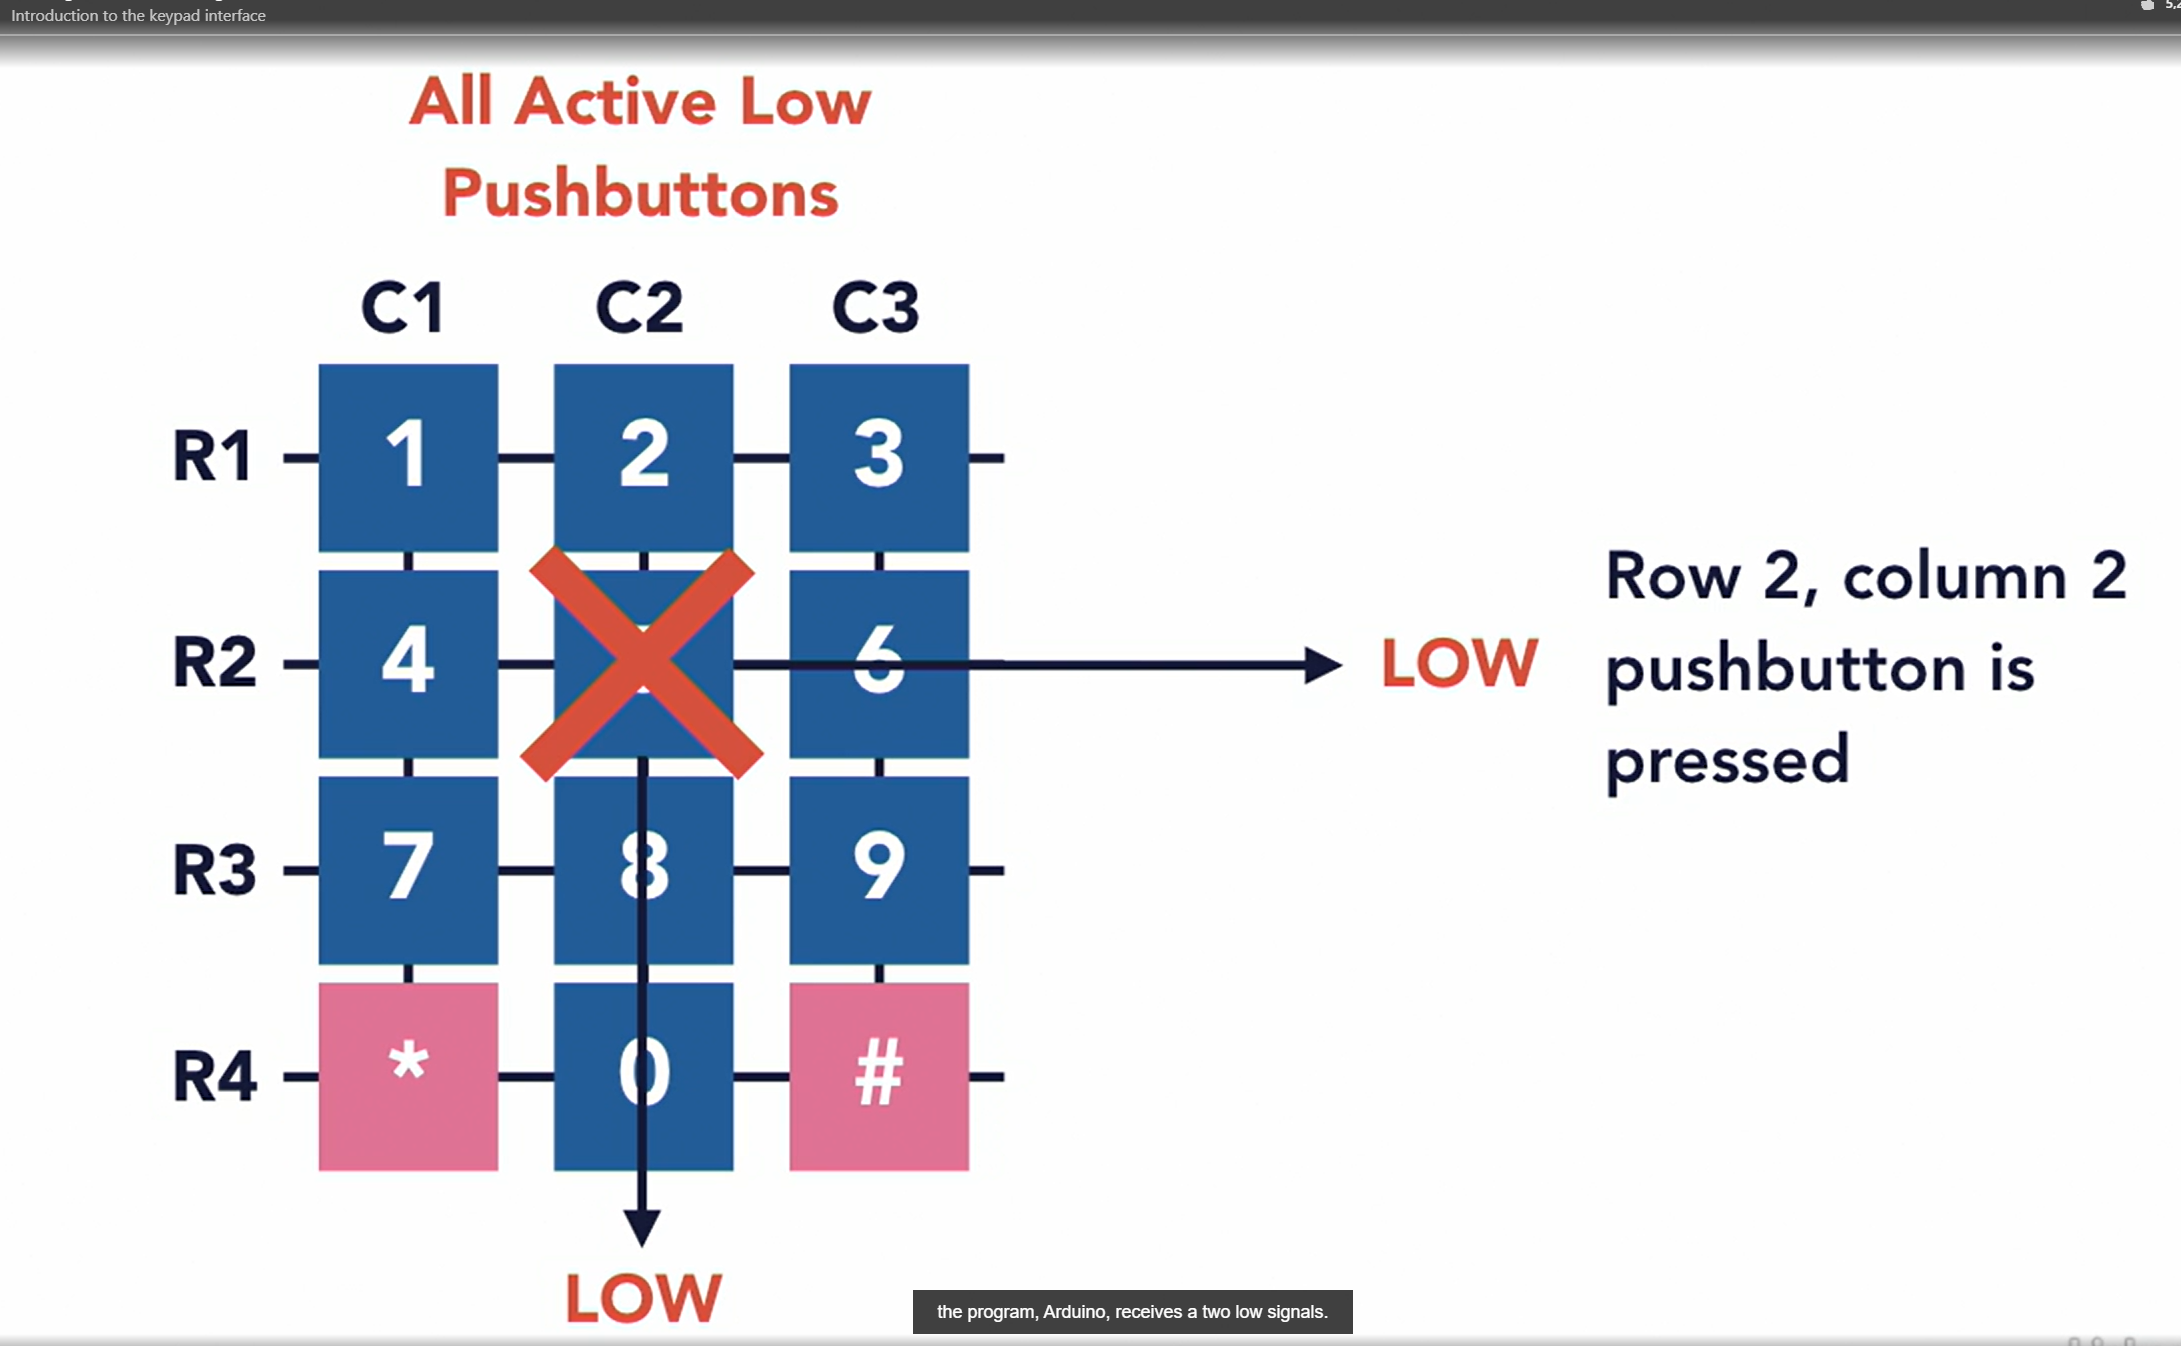 Introduction to the keypad interface
All Active Low
Pushbuttons
C1 C2 C3
R1 1 2 3
R2 4 6 LOW
Row 2, column 2
pushbutton is
pressed
R3 7 8 9
R4 * 0 #
LOW
the program, Arduino, receives a two low signals.